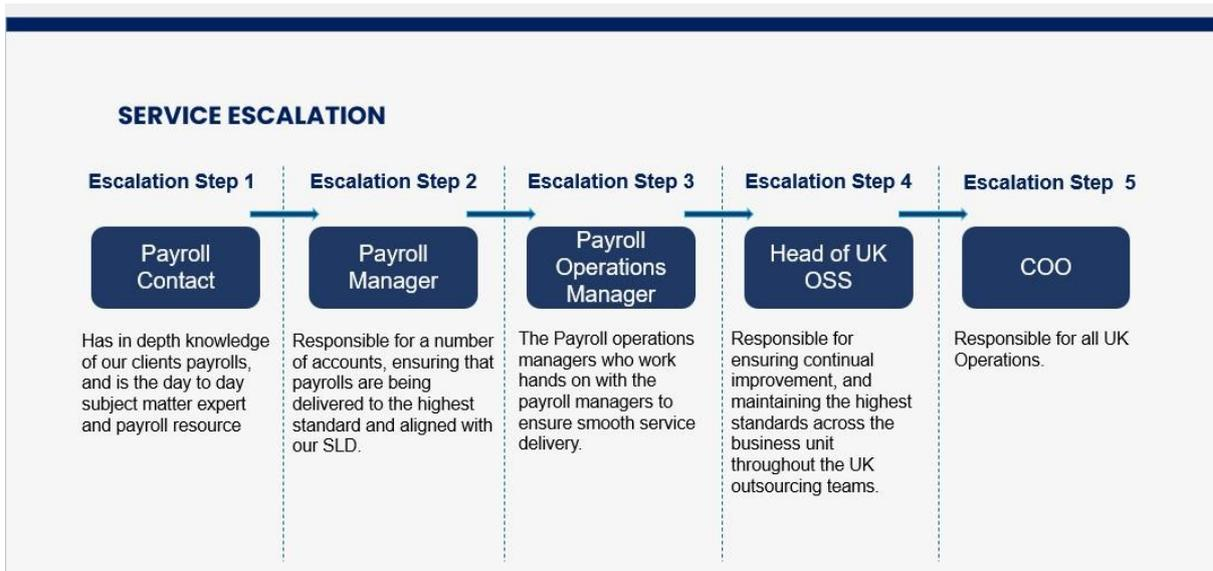 SERVICE ESCALATION
Escalation Step 1
Payroll
Contact
Has in depth knowledge
of our clients payrolls,
and is the day to day
subject matter expert
and payroll resource
Escalation Step 2
Payroll
Manager
Responsible for a number
of accounts, ensuring that
payrolls are being
delivered to the highest
standard and aligned with
our SLD.
Escalation Step 3
Payroll
Operations
Manager
The Payroll operations
managers who work
hands on with the
payroll managers to
ensure smooth service
delivery.
Escalation Step 4
Head of UK
OSS
Responsible for
ensuring continual
improvement, and
maintaining the highest
standards across the
business unit
throughout the UK
outsourcing teams.
Escalation Step 5
COO
Responsible for all UK
Operations.